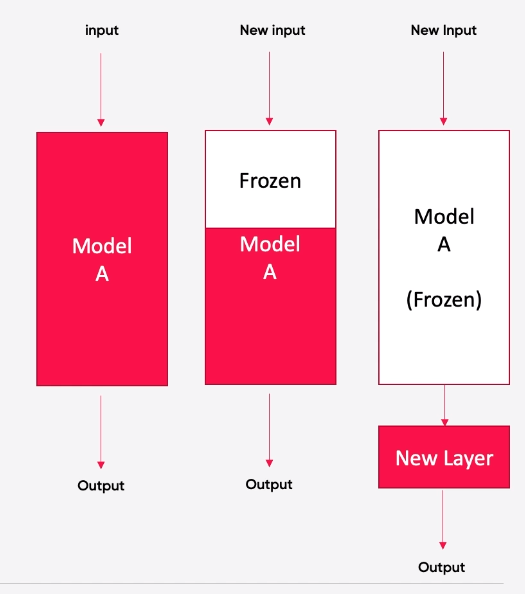 input
New input
New Input
Model
A
Output
Frozen
Model
A
Output
Model
A
(Frozen)
New Layer
Output